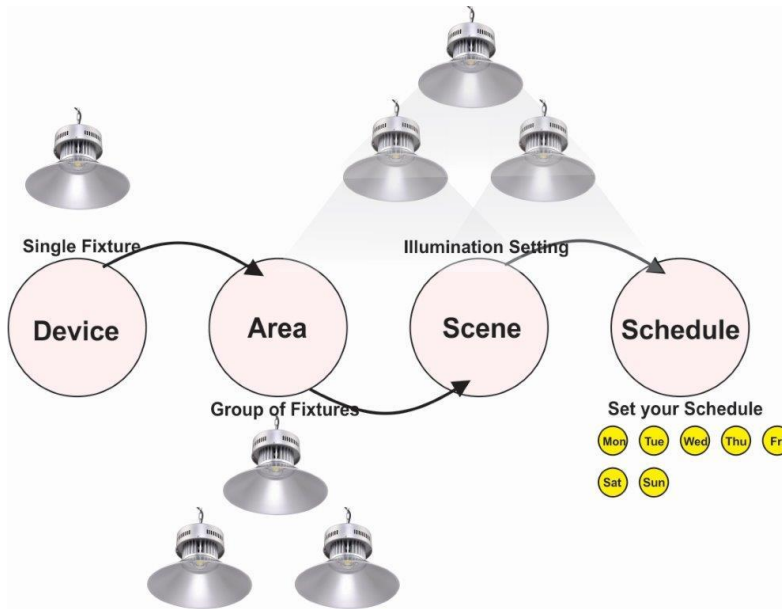 Single Fixture
Illumination Setting
Device
Area
Scene
Schedule
Group of Fixtures
Set your Schedule
Mon Tue Wed Thu Fr
Sat Sun